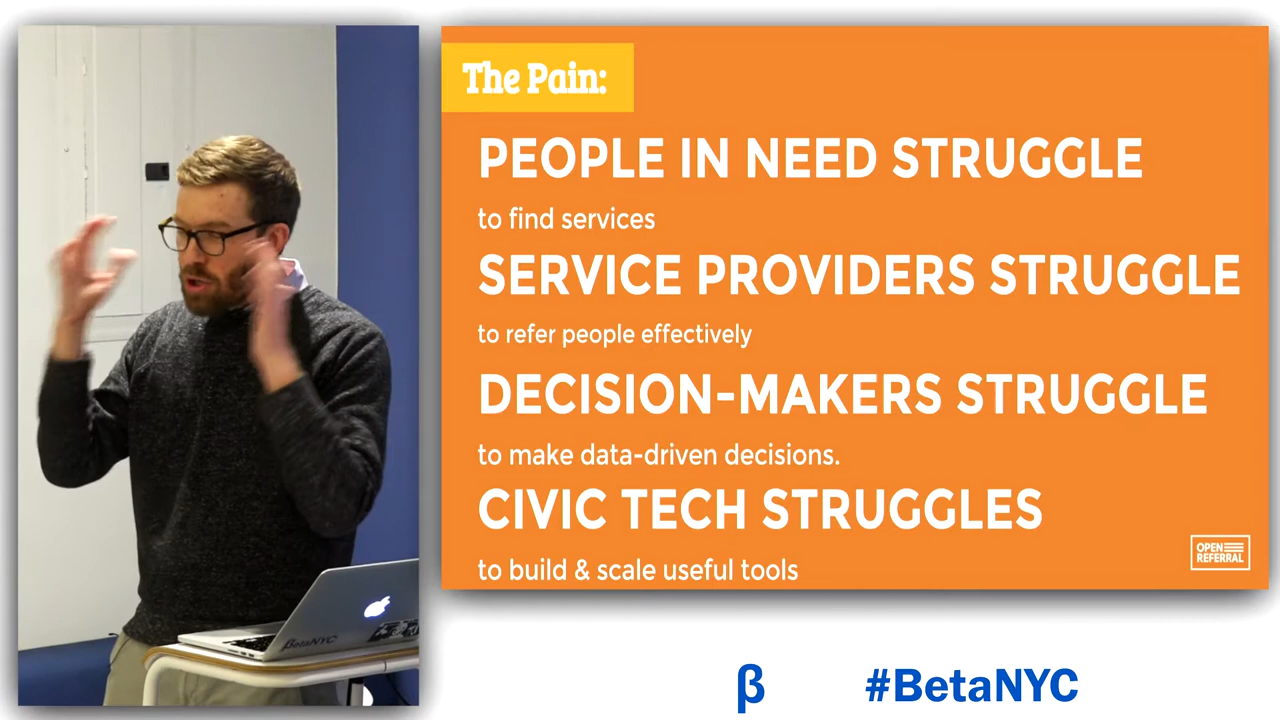 The Pain:
PEOPLE IN NEED STRUGGLE
to find services
SERVICE PROVIDERS STRUGGLE
to refer people effectively
DECISION-MAKERS STRUGGLE
to make data-driven decisions.
CIVIC TECH STRUGGLES
to build & scale useful tools
OPEN
REFERRAL
βetaNYC
β #BetaNYC